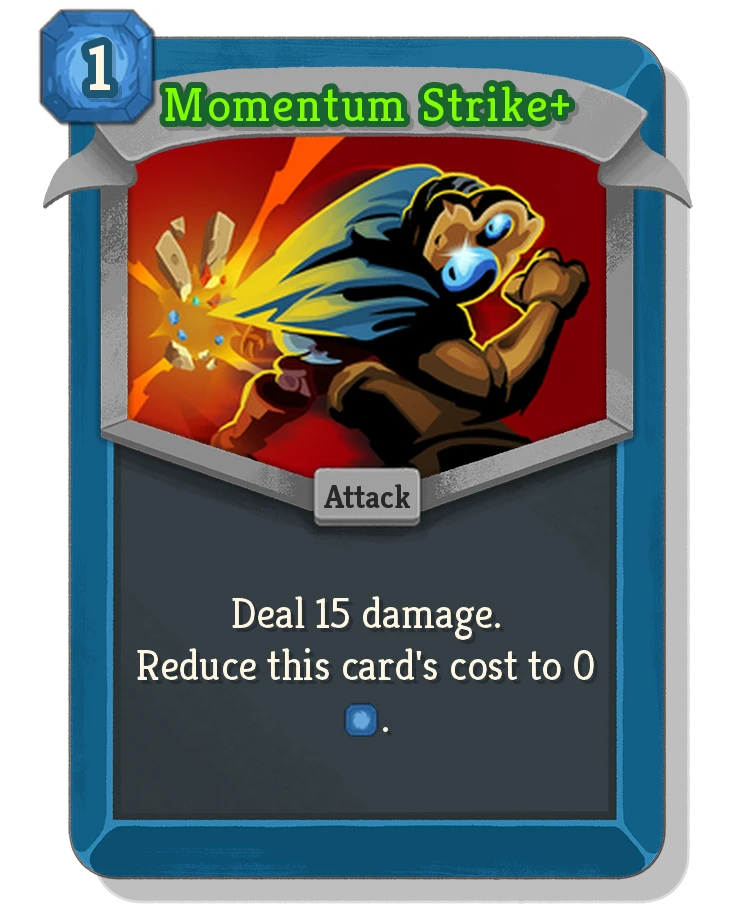 1
Momentum Strike+
Attack
Deal 15 damage.
Reduce this card's cost to 0
.